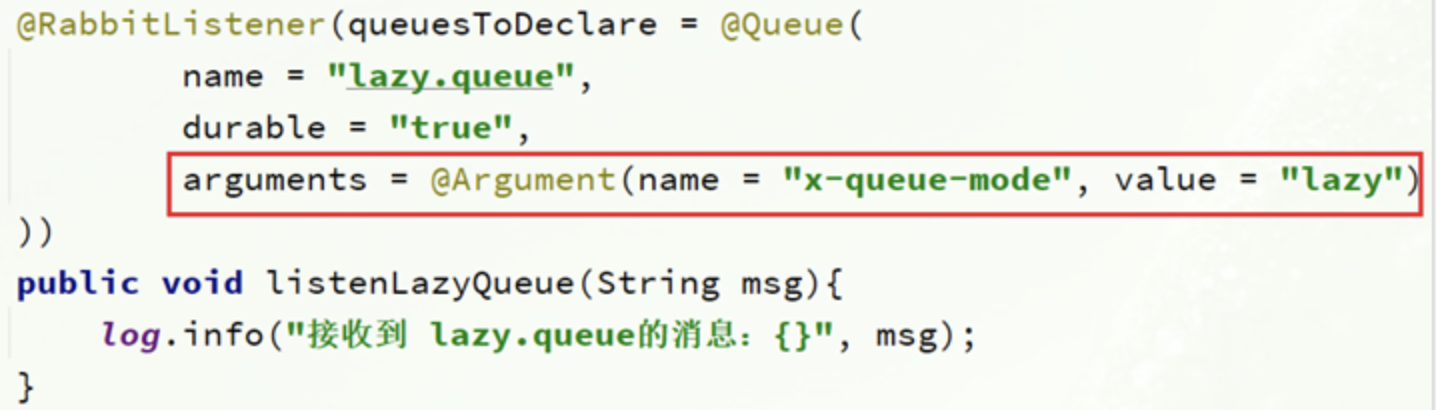 @RabbitListener(queuesToDeclare = @Queue(
        name = "lazy.queue",
        durable = "true",
        arguments = @Argument(name = "x-queue-mode", value = "lazy")
))
public void listenLazyQueue(String msg){
    log.info("接收到 lazy.queue的消息：{}", msg);
}